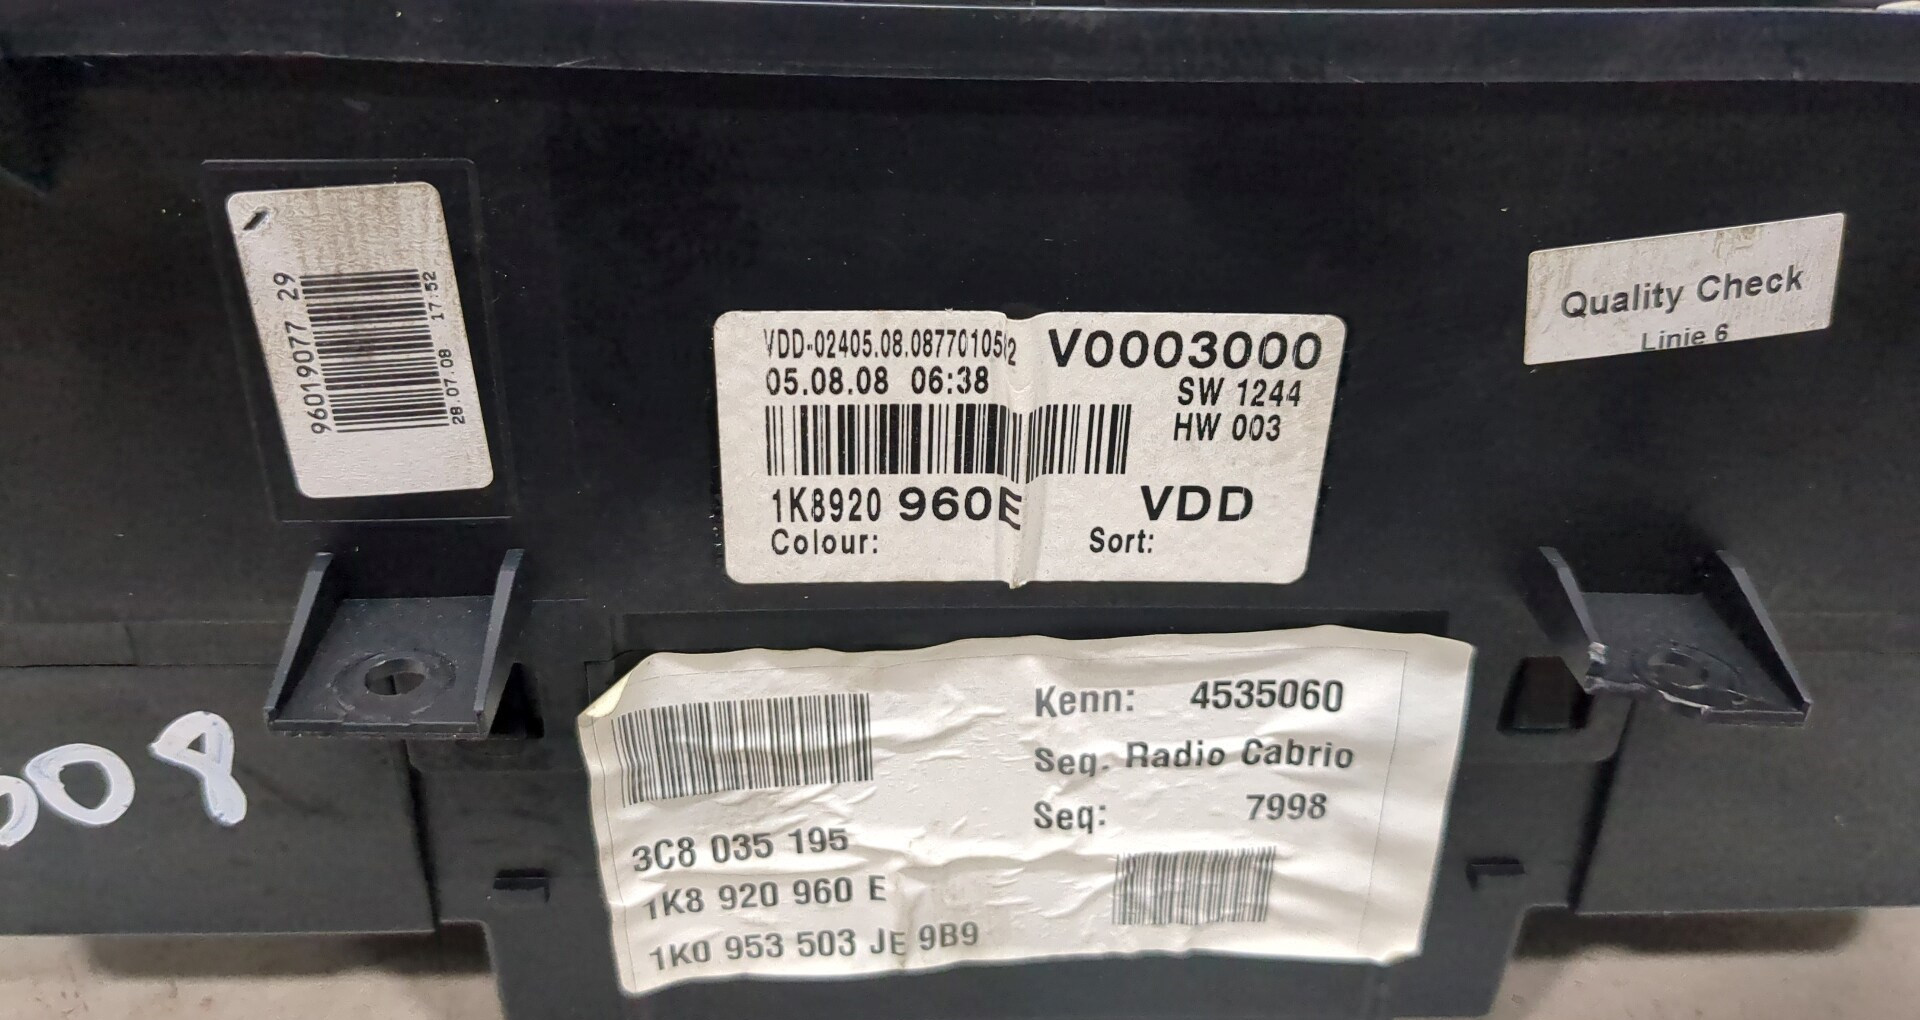 96019077 29
28.07.08 17:52
VDD-02405.08.0877010502
V0003000
05.08.08 06:38
SW 1244
HW 003
1K8920 960E
VDD
Colour:
Sort:
Quality Check
Linie 6
Kenn: 4535060
Seq. Radio Cabrio
Seq: 7998
3C8 035 195
1K8 920 960 E
1K0 953 503 JE 9B9
008